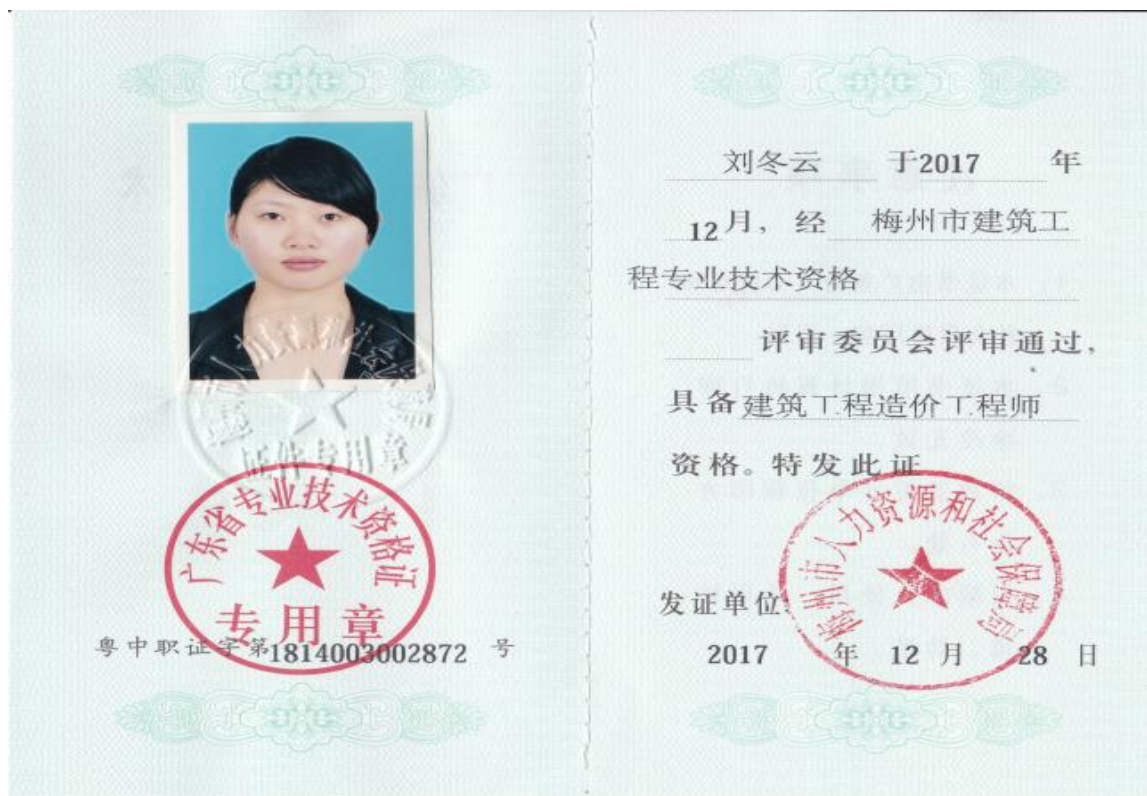 证件专用章
广东省专业技术资格证
专用章
粤中职证字第1814003002872 号
刘冬云 于2017 年
12月，经 梅州市建筑工
程专业技术资格
评审委员会评审通过，
具备建筑工程造价工程师
资格。特发此证
梅州市人力资源和社会保障局
发证单位：
2017 年 12 月 28 日